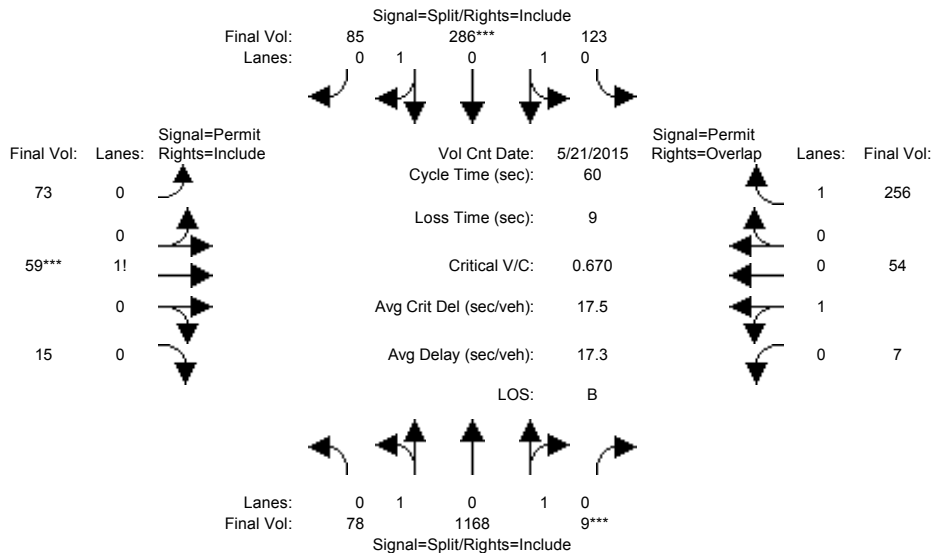 Signal=Split/Rights=Include
Final Vol: 85 286*** 123
Lanes: 0 1 0 1 0
Signal=Permit
Final Vol: Lanes: Rights=Include
Vol Cnt Date: 5/21/2015
Signal=Permit
Rights=Overlap Lanes: Final Vol:
Cycle Time (sec): 60
73 0
1 256
Loss Time (sec): 9
0
0
59*** 1!
Critical V/C: 0.670
0 54
0
Avg Crit Del (sec/veh): 17.5
1
15 0
Avg Delay (sec/veh): 17.3
0 7
LOS: B
Lanes: 0 1 0 1 0
Final Vol: 78 1168 9***
Signal=Split/Rights=Include